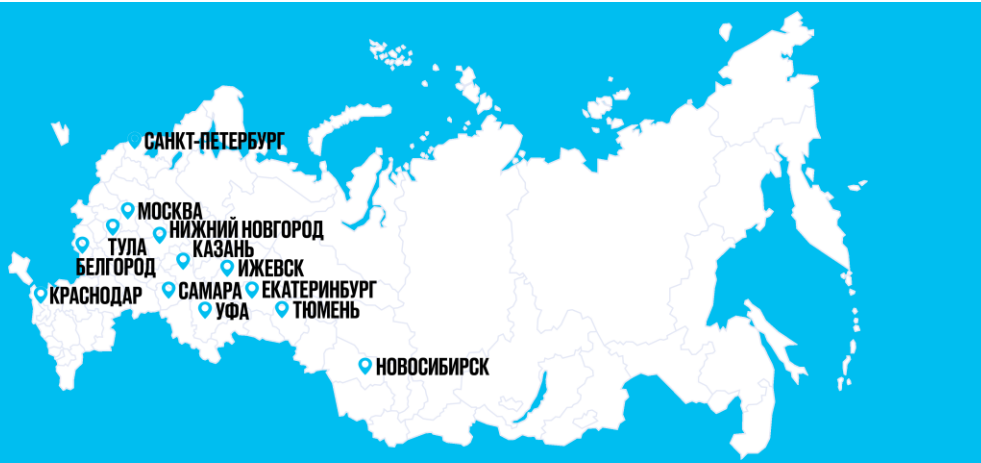 САНКТ-ПЕТЕРБУРГ
МОСКВА
НИЖНИЙ НОВГОРОД
ТУЛА
КАЗАНЬ
БЕЛГОРОД
ИЖЕВСК
КРАСНОДАР
САМАРА
ЕКАТЕРИНБУРГ
УФА
ТЮМЕНЬ
НОВОСИБИРСК